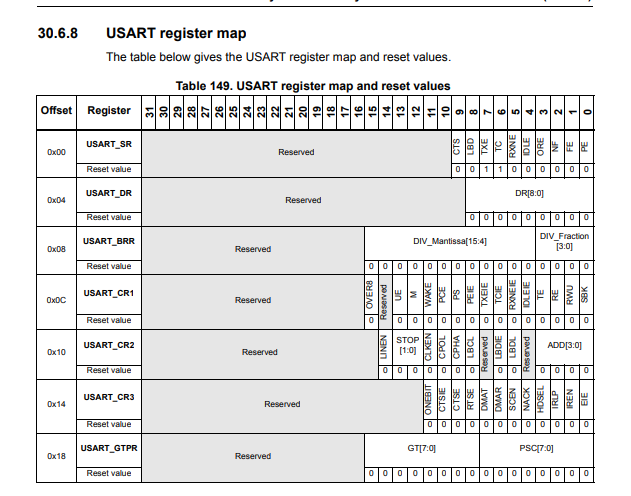 30.6.8 USART register map
The table below gives the USART register map and reset values.
Table 149. USART register map and reset values
Offset Register 31 30 29 28 27 26 25 24 23 22 21 20 19 18 17 16 15 14 13 12 11 10 9 8 7 6 5 4 3 2 1 0
0x00 USART_SR Reserved CTS LBD TXE TC RXNE IDLE ORE NF FE PE
Reset value 0 0 1 1 0 0 0 0 0 0
0x04 USART_DR Reserved DR[8:0]
Reset value 0 0 0 0 0 0 0 0 0
0x08 USART_BRR Reserved DIV_Mantissa[15:4] DIV_Fraction [3:0]
Reset value 0 0 0 0 0 0 0 0 0 0 0 0 0 0 0 0
0x0C USART_CR1 Reserved OVER8 Reserved UE M WAKE PCE PS PEIE TXEIE TCIE RXNEIE IDLEIE TE RE RWU SBK
Reset value 0 0 0 0 0 0 0 0 0 0 0 0 0 0 0
0x10 USART_CR2 Reserved LINEN STOP [1:0] CLKEN CPOL CPHA LBCL Reserved LBDIE LBDL Reserved ADD[3:0]
Reset value 0 0 0 0 0 0 0 0 0 0 0 0 0
0x14 USART_CR3 Reserved ONEBIT CTSIE CTSE RTSE DMAT DMAR SCEN NACK HDSEL IRLP IREN EIE
Reset value 0 0 0 0 0 0 0 0 0 0 0 0
0x18 USART_GTPR Reserved GT[7:0] PSC[7:0]
Reset value 0 0 0 0 0 0 0 0 0 0 0 0 0 0 0 0